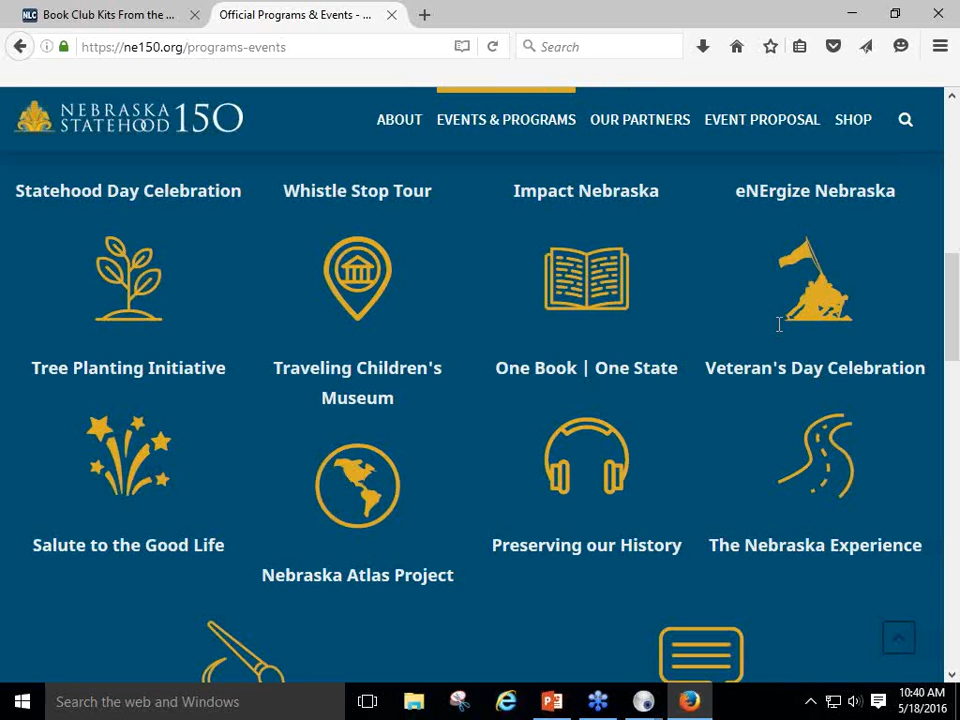 Book Club Kits From the ...
Official Programs & Events - ...
https://ne150.org/programs-events
Search
NEBRASKA
STATEHOOD 150
ABOUT
EVENTS & PROGRAMS
OUR PARTNERS
EVENT PROPOSAL
SHOP
Statehood Day Celebration
Whistle Stop Tour
Impact Nebraska
eNErgize Nebraska
Tree Planting Initiative
Traveling Children's
Museum
One Book | One State
Veteran's Day Celebration
Salute to the Good Life
Nebraska Atlas Project
Preserving our History
The Nebraska Experience
Search the web and Windows
10:40 AM
5/18/2016